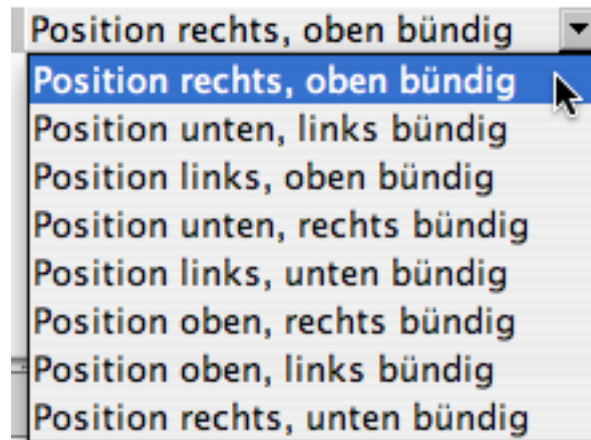 Position rechts, oben bündig
Position rechts, oben bündig
Position unten, links bündig
Position links, oben bündig
Position unten, rechts bündig
Position links, unten bündig
Position oben, rechts bündig
Position oben, links bündig
Position rechts, unten bündig